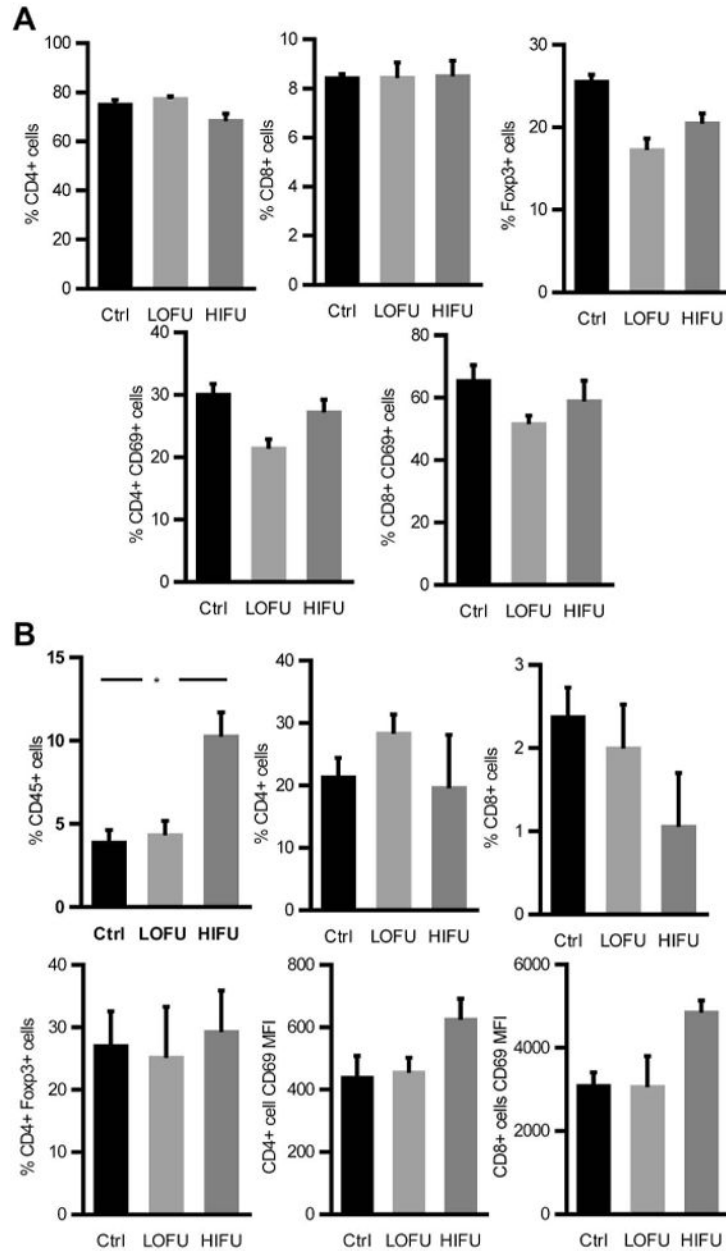 A
% CD4+ cells
100
80
60
40
20
0
Ctrl LOFU HIFU
% CD8+ cells
10
8
6
4
2
0
Ctrl LOFU HIFU
% Foxp3+ cells
30
20
10
0
Ctrl LOFU HIFU
% CD4+ CD69+ cells
40
30
20
10
0
Ctrl LOFU HIFU
% CD8+ CD69+ cells
80
60
40
20
0
Ctrl LOFU HIFU
B
% CD45+ cells
15
10
5
0
*
Ctrl LOFU HIFU
% CD4+ cells
40
30
20
10
0
Ctrl LOFU HIFU
% CD8+ cells
3
2
1
0
Ctrl LOFU HIFU
% CD4+ Foxp3+ cells
40
30
20
10
0
Ctrl LOFU HIFU
CD4+ cell CD69 MFI
800
600
400
200
0
Ctrl LOFU HIFU
CD8+ cells CD69 MFI
6000
4000
2000
0
Ctrl LOFU HIFU